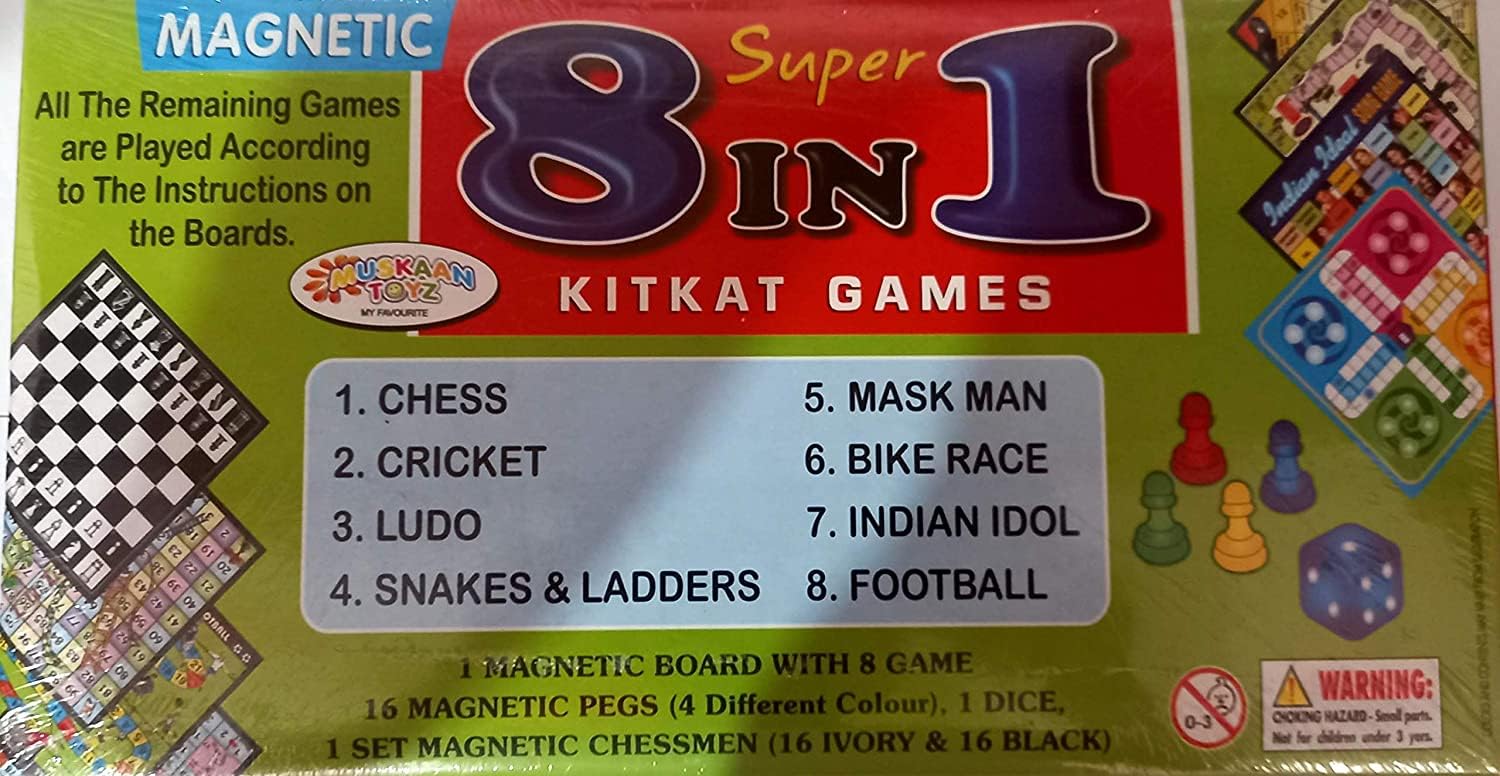 MAGNETIC
All The Remaining Games
are Played According
to The Instructions on
the Boards.
Super
8 IN 1
KITKAT GAMES
MUSKAAN
TOYZ
MY FAVOURITE
Indian Idol
1. CHESS
2. CRICKET
3. LUDO
4. SNAKES & LADDERS
5. MASK MAN
6. BIKE RACE
7. INDIAN IDOL
8. FOOTBALL
OTBALL
1 MAGNETIC BOARD WITH 8 GAME
16 MAGNETIC PEGS (4 Different Colour), 1 DICE,
1 SET MAGNETIC CHESSMEN (16 IVORY & 16 BLACK)
0-3
WARNING:
CHOKING HAZARD - Small parts.
Not for children under 3 yers.